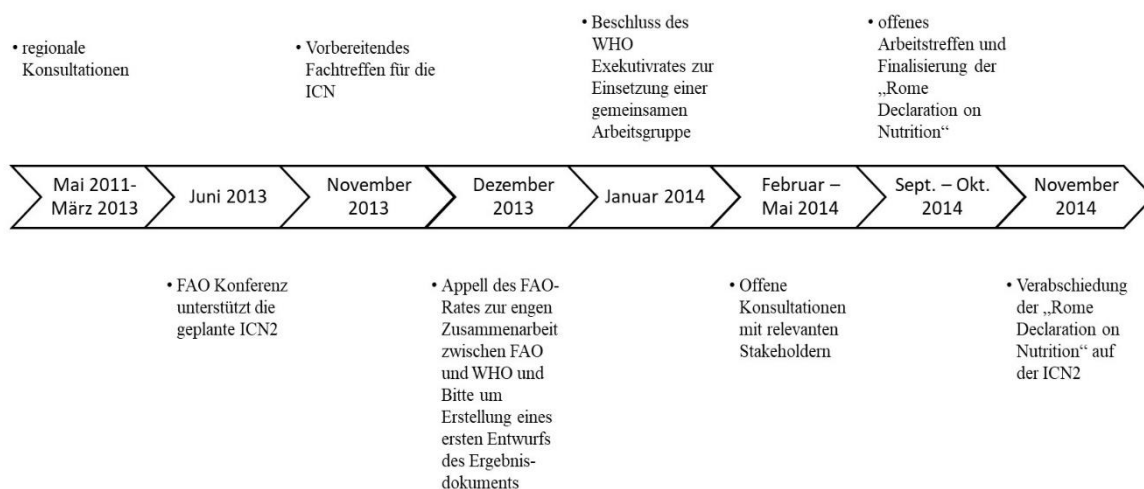 • regionale
Konsultationen
• Vorbereitendes
Fachtreffen für die
ICN
• Beschluss des
WHO
Exekutivrates zur
Einsetzung einer
gemeinsamen
Arbeitsgruppe
• offenes
Arbeitstreffen und
Finalisierung der
„Rome
Declaration on
Nutrition“
Mai 2011-
März 2013
Juni 2013
November
2013
Dezember
2013
Januar 2014
Februar –
Mai 2014
Sept. – Okt.
2014
November
2014
• FAO Konferenz
unterstützt die
geplante ICN2
• Appell des FAO-
Rates zur engen
Zusammenarbeit
zwischen FAO
und WHO und
Bitte um
Erstellung eines
ersten Entwurfs
des Ergebnis-
dokuments
• Offene
Konsultationen
mit relevanten
Stakeholdern
• Verabschiedung
der „Rome
Declaration on
Nutrition“ auf
der ICN2